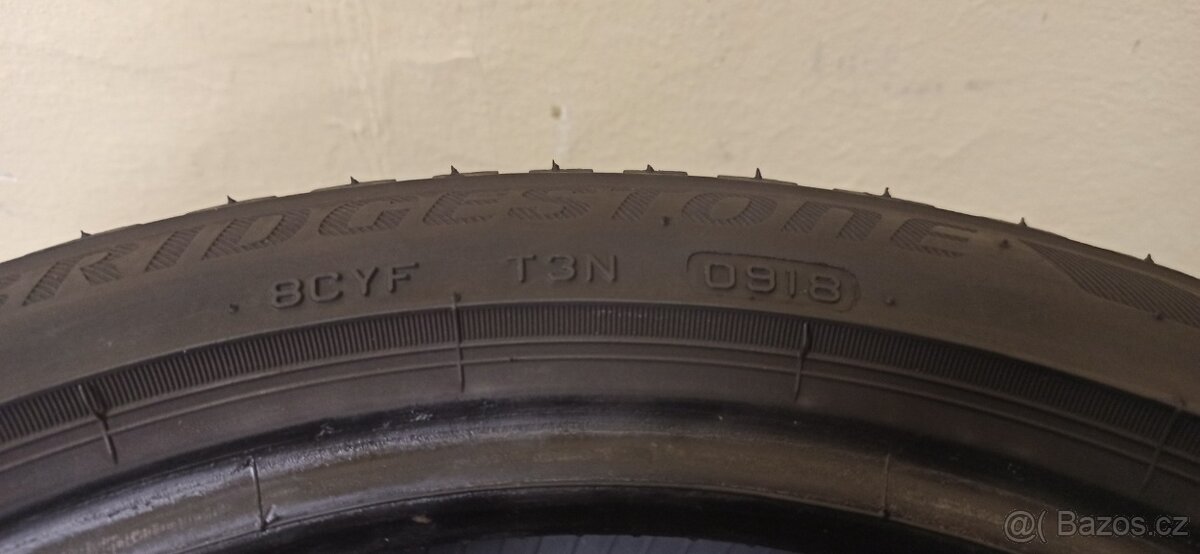 BRIDGESTONE
8CYF T3N 0918
@( Bazos.cz